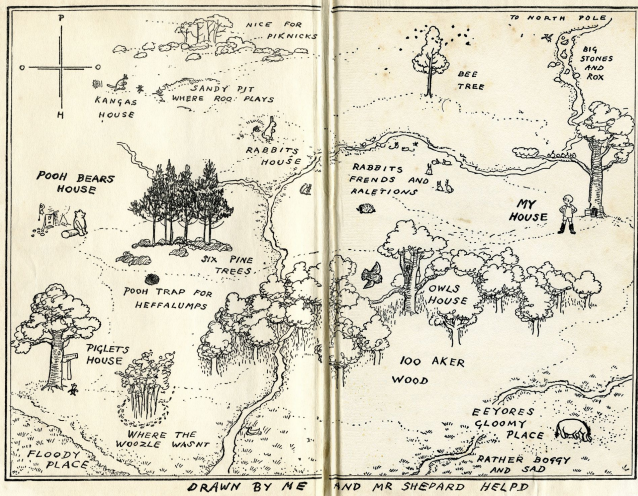 NICE FOR
PIKNICKS
TO NORTH POLE
BIG
STONES
AND
ROX
P
O O
H
BEE
TREE
KANGAS
HOUSE
SANDY PIT
WHERE ROO PLAYS
RABBITS
HOUSE
RABBITS
FRENDS AND
RALETIONS
POOH BEARS
HOUSE
MY
HOUSE
SIX PINE
TREES
POOH TRAP FOR
HEFFALUMPS
OWLS
HOUSE
PIGLETS
HOUSE
100 AKER
WOOD
WHERE THE
WOOZLE WASNT
FLOODY
PLACE
EEYORES
GLOOMY
PLACE
RATHER BOGGY
AND SAD
DRAWN BY ME AND MR SHEPARD HELPD